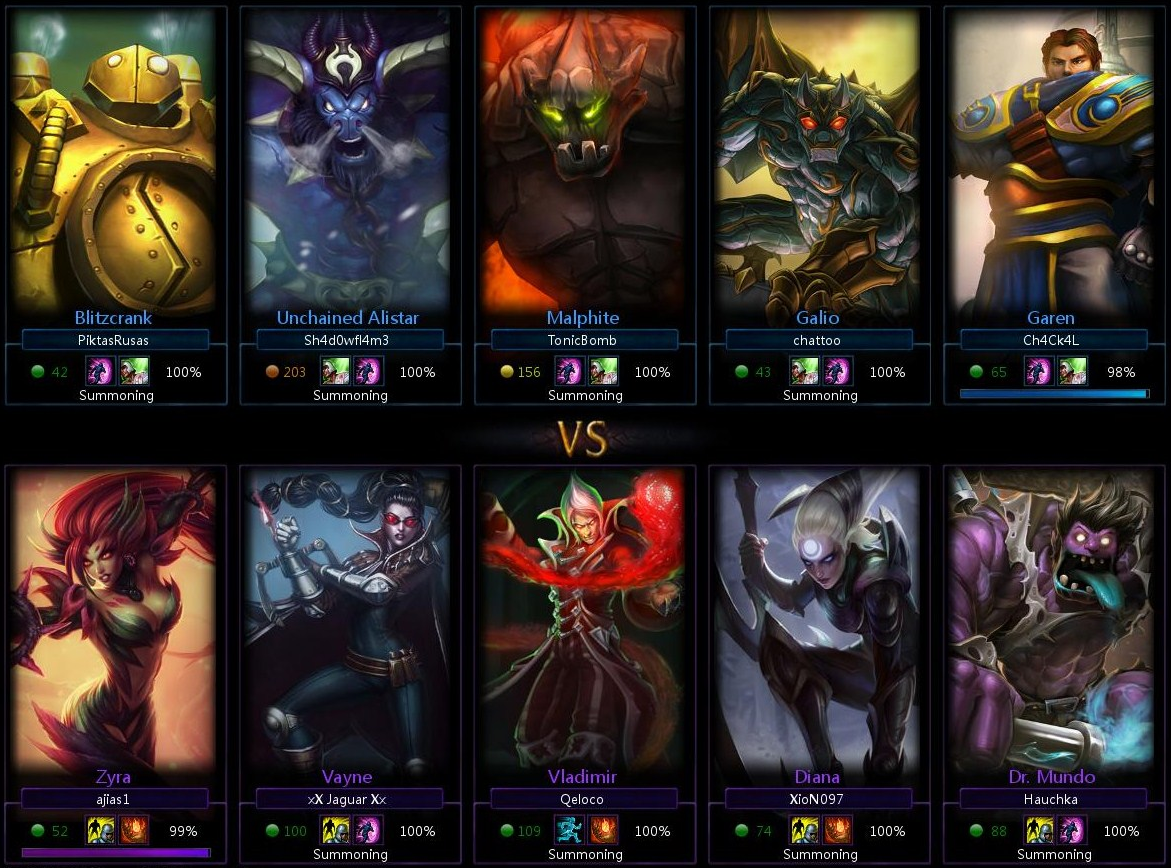 Blitzcrank Unchained Alistar Malphite Galio Garen
PiktasRusas Sh4d0wfl4m3 TonicBomb chattoo Ch4Ck4L
42 100% 203 100% 156 100% 43 100% 65 98%
Summoning Summoning Summoning Summoning
VS
Zyra Vayne Vladimir Diana Dr. Mundo
ajias1 xX Jaguar Xx Qeloco XioN097 Hauchka
52 99% 100 100% 109 100% 74 100% 88 100%
Summoning Summoning Summoning Summoning